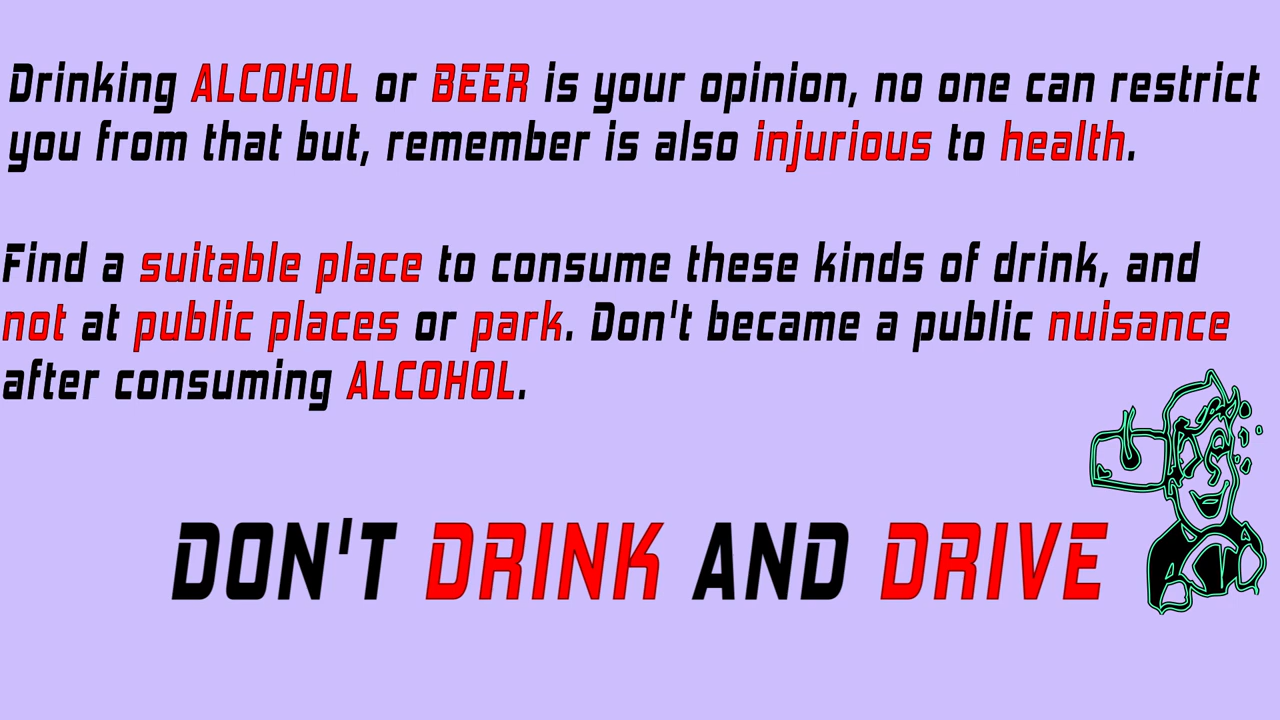 Drinking ALCOHOL or BEER is your opinion, no one can restrict
you from that but, remember is also injurious to health.
Find a suitable place to consume these kinds of drink, and
not at public places or park. Don't became a public nuisance
after consuming ALCOHOL.
DON'T DRINK AND DRIVE